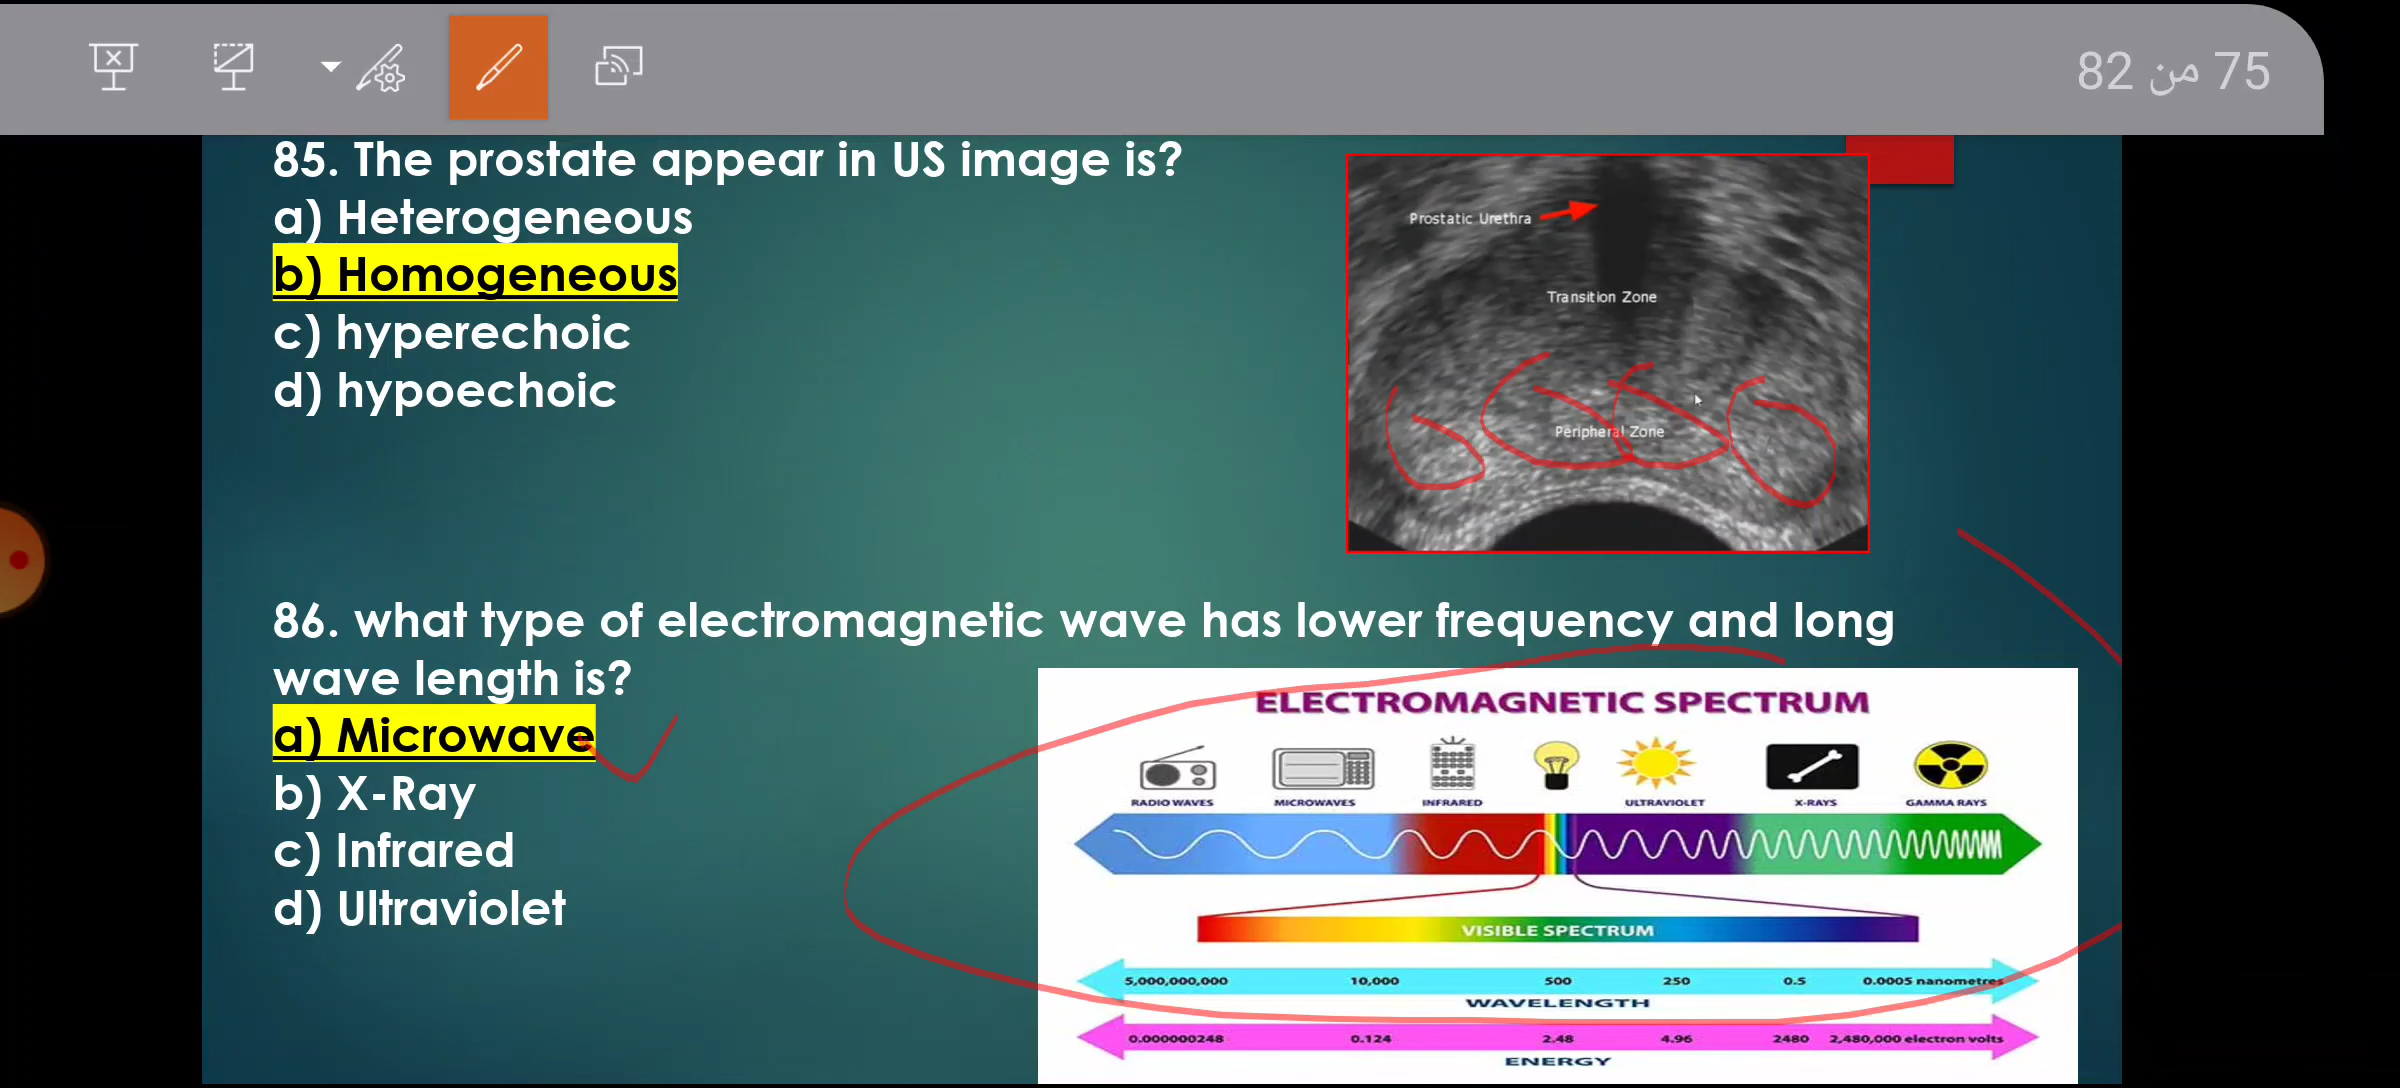 75 من 82
85. The prostate appear in US image is?
a) Heterogeneous
b) Homogeneous
c) hyperechoic
d) hypoechoic
Prostatic Urethra
Transition Zone
Peripheral Zone
86. what type of electromagnetic wave has lower frequency and long
wave length is?
a) Microwave
b) X-Ray
c) Infrared
d) Ultraviolet
ELECTROMAGNETIC SPECTRUM
RADIO WAVES MICROWAVES INFRARED ULTRAVIOLET X-RAYS GAMMA RAYS
VISIBLE SPECTRUM
5,000,000,000 10,000 500 250 0.5 0.0005 nanometres
WAVELENGTH
0.000000248 0.124 2.48 4.96 2480 2,480,000 electron volts
ENERGY